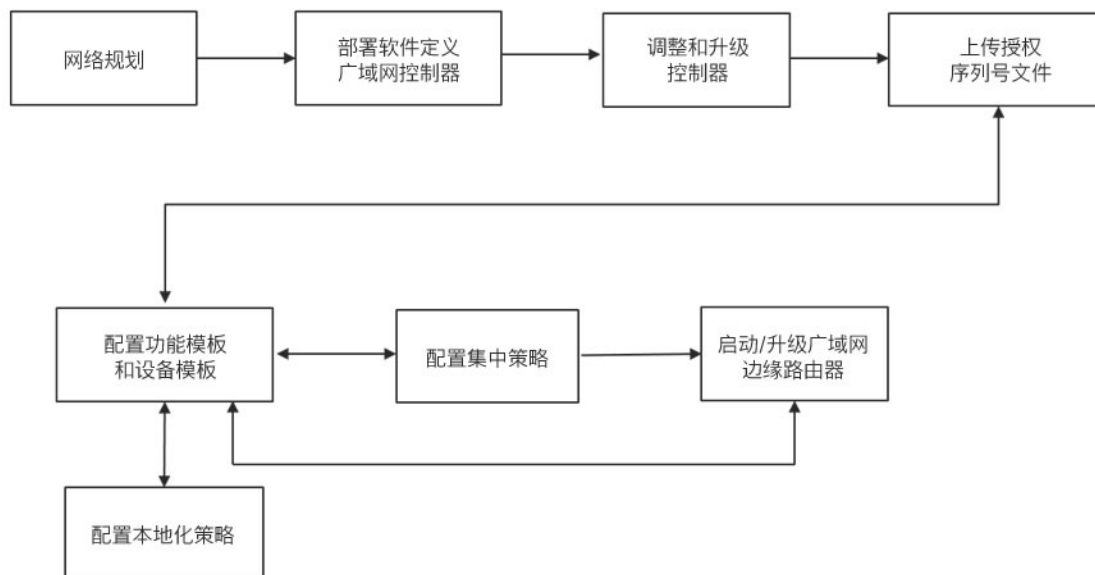 网络规划
部署软件定义
广域网控制器
调整和升级
控制器
上传授权
序列号文件
配置功能模板
和设备模板
配置集中策略
启动/升级广域网
边缘路由器
配置本地化策略